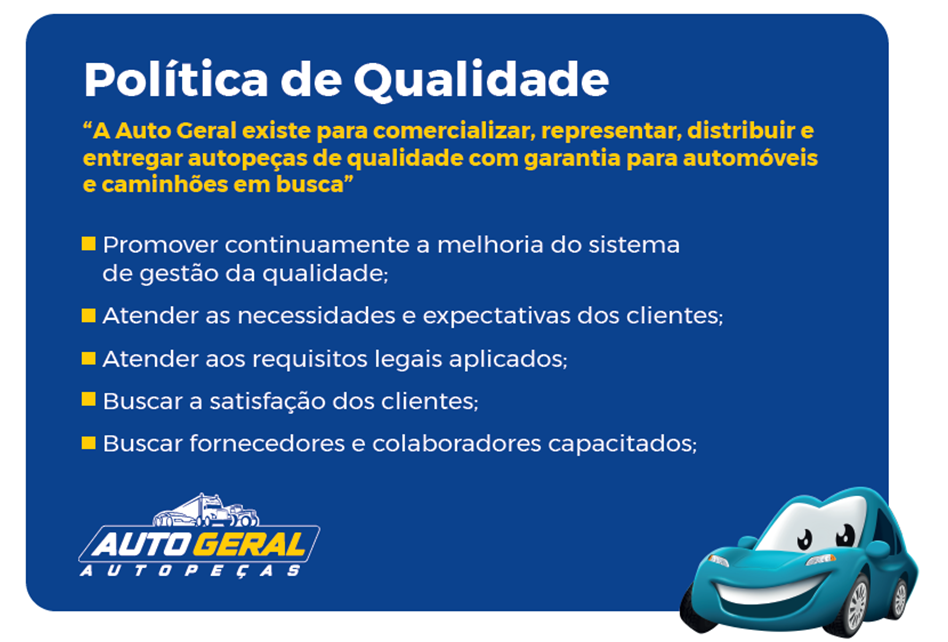 Política de Qualidade
“A Auto Geral existe para comercializar, representar, distribuir e
entregar autopeças de qualidade com garantia para automóveis
e caminhões em busca”
Promover continuamente a melhoria do sistema
de gestão da qualidade;
Atender as necessidades e expectativas dos clientes;
Atender aos requisitos legais aplicados;
Buscar a satisfação dos clientes;
Buscar fornecedores e colaboradores capacitados;
AUTO GERAL
AUTOPEÇAS